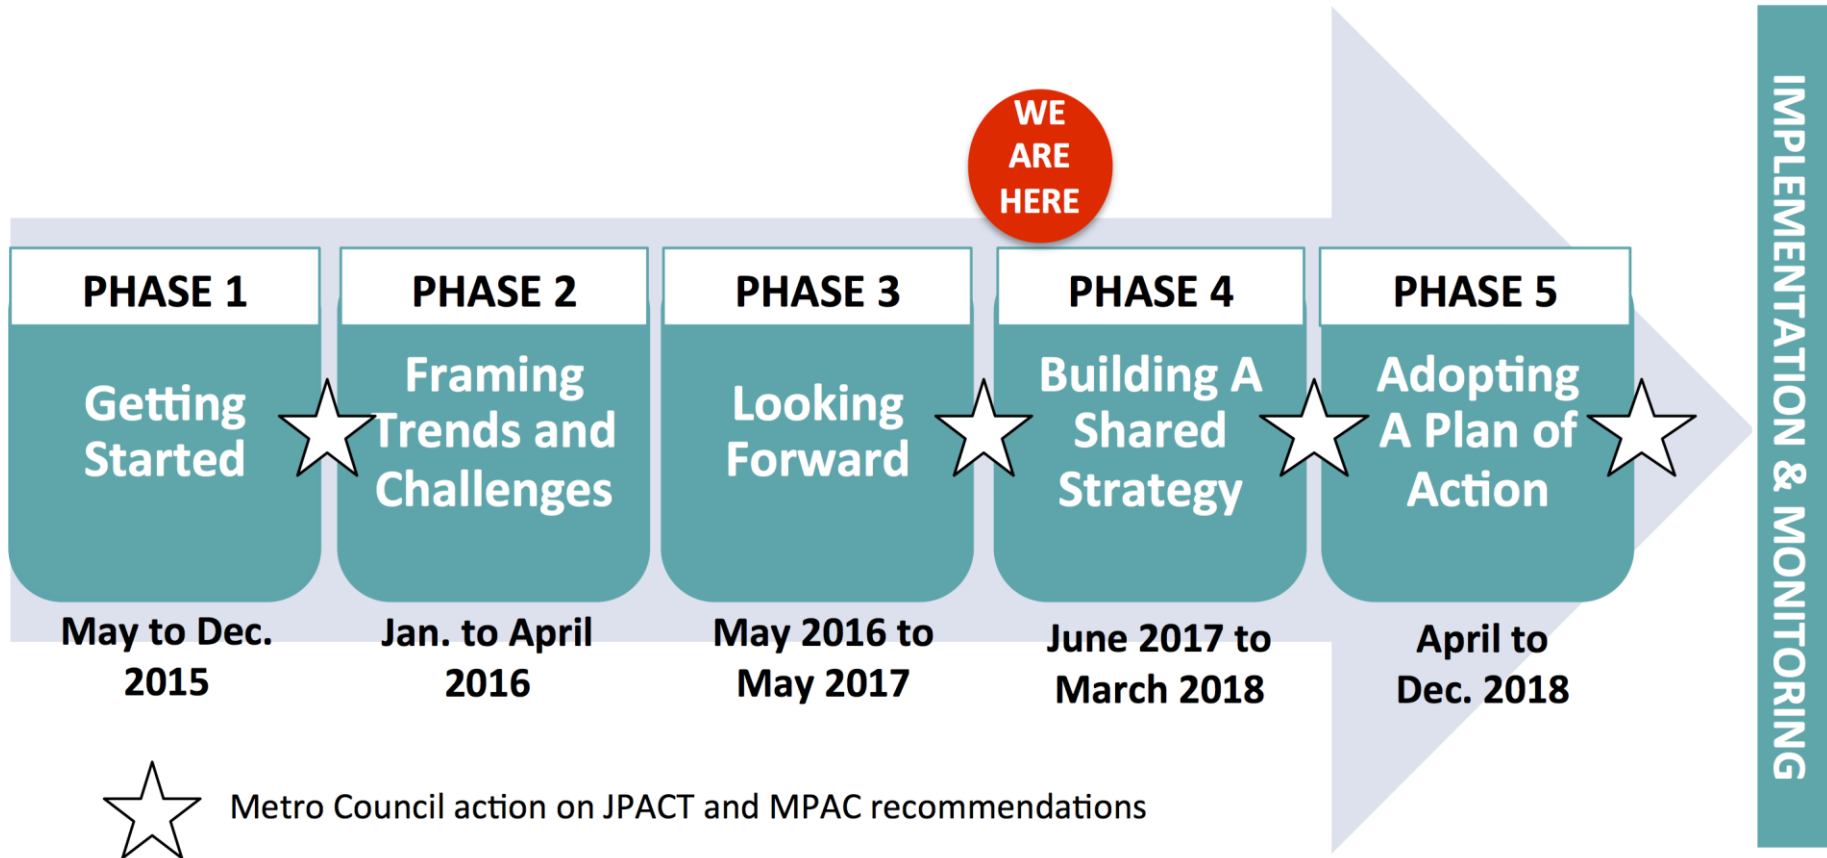 WE
ARE
HERE
PHASE 1
Getting
Started
May to Dec.
2015
PHASE 2
Framing
Trends and
Challenges
Jan. to April
2016
PHASE 3
Looking
Forward
May 2016 to
May 2017
PHASE 4
Building A
Shared
Strategy
June 2017 to
March 2018
PHASE 5
Adopting
A Plan of
Action
April to
Dec. 2018
IMPLEMENTATION & MONITORING
Metro Council action on JPACT and MPAC recommendations